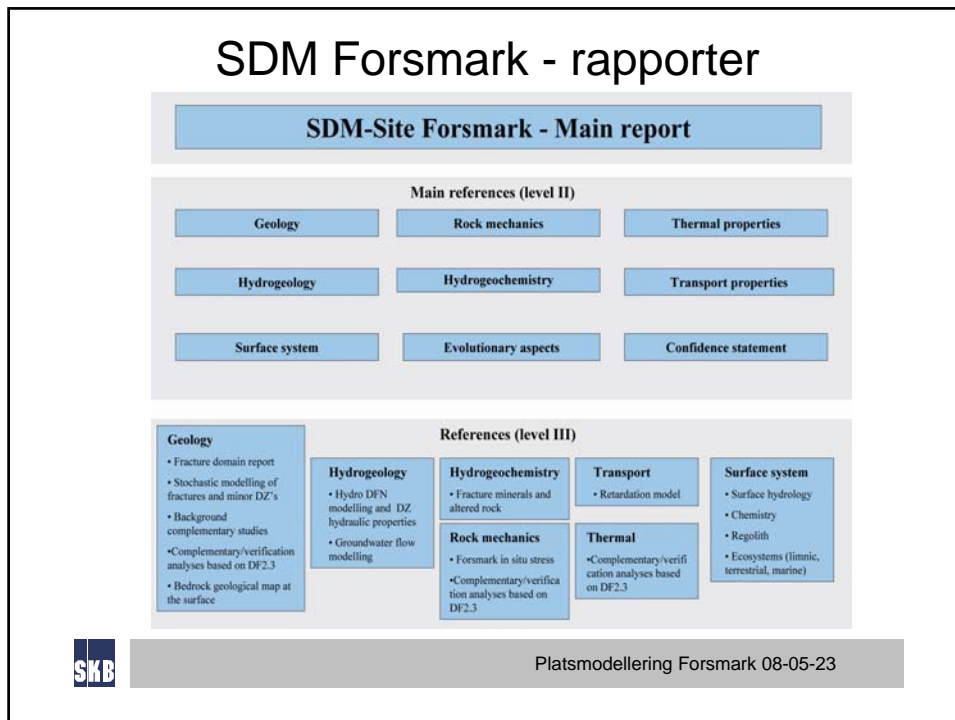 SDM Forsmark - rapporter
SDM-Site Forsmark - Main report
Main references (level II)
Geology
Rock mechanics
Thermal properties
Hydrogeology
Hydrogeochemistry
Transport properties
Surface system
Evolutionary aspects
Confidence statement
References (level III)
Geology
• Fracture domain report
• Stochastic modelling of
fractures and minor DZ's
• Background
complementary studies
•Complementary/verification
analyses based on DF2.3
• Bedrock geological map at
the surface
Hydrogeology
• Hydro DFN
modelling and DZ
hydraulic properties
• Groundwater flow
modelling
Hydrogeochemistry
• Fracture minerals and
altered rock
Rock mechanics
• Forsmark in situ stress
•Complementary/verifica
tion analyses based on
DF2.3
Transport
• Retardation model
Thermal
•Complementary/verifi
cation analyses based
on DF2.3
Surface system
• Surface hydrology
• Chemistry
• Regolith
• Ecosystems (limnic,
terrestrial, marine)
SKB
Platsmodellering Forsmark 08-05-23